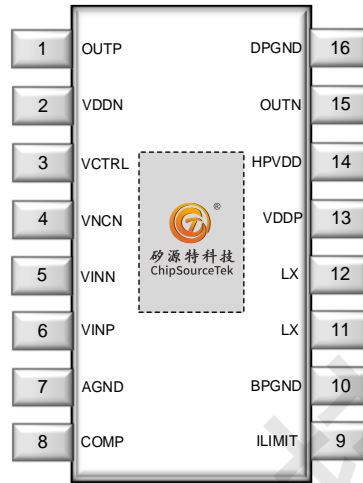 1 OUTP DPGND 16
2 VDDN OUTN 15
3 VCTRL HPVDD 14
4 VNCN VDDP 13
®
矽源特科技
ChipSourceTek
5 VINN LX 12
6 VINP LX 11
7 AGND BPGND 10
8 COMP ILIMIT 9